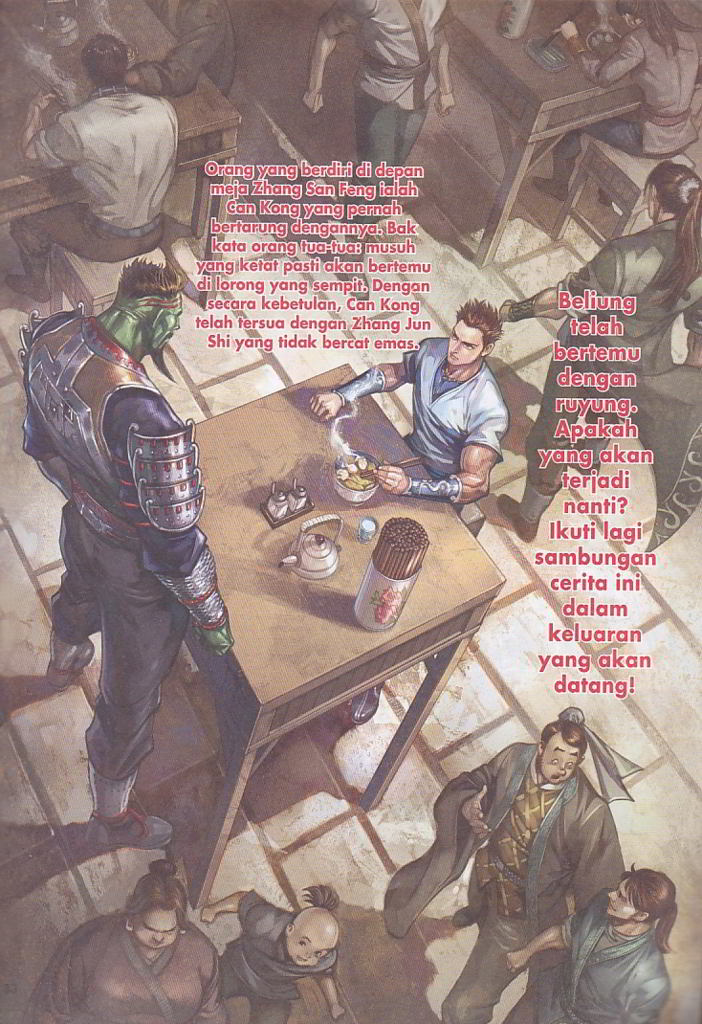 Orang yang berdiri di depan
meja Zhang San Feng ialah
Can Kong yang pernah
bertarung dengannya. Bak
kata orang tua-tua: musuh
yang ketat pasti akan bertemu
di lorong yang sempit. Dengan
secara kebetulan, Can Kong
telah tersua dengan Zhang Jun
Shi yang tidak bercat emas.
Beliung
telah
bertemu
dengan
ruyung.
Apakah
yang akan
terjadi
nanti?
Ikuti lagi
sambungan
cerita ini
dalam
keluaran
yang akan
datang!